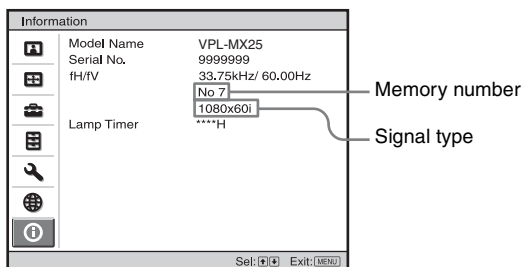 Information
Model Name VPL-MX25
Serial No. 9999999
fH/fV 33.75kHz/ 60.00Hz
No 7
1080x60i
Lamp Timer ****H
Memory number
Signal type
Sel: Exit: MENU